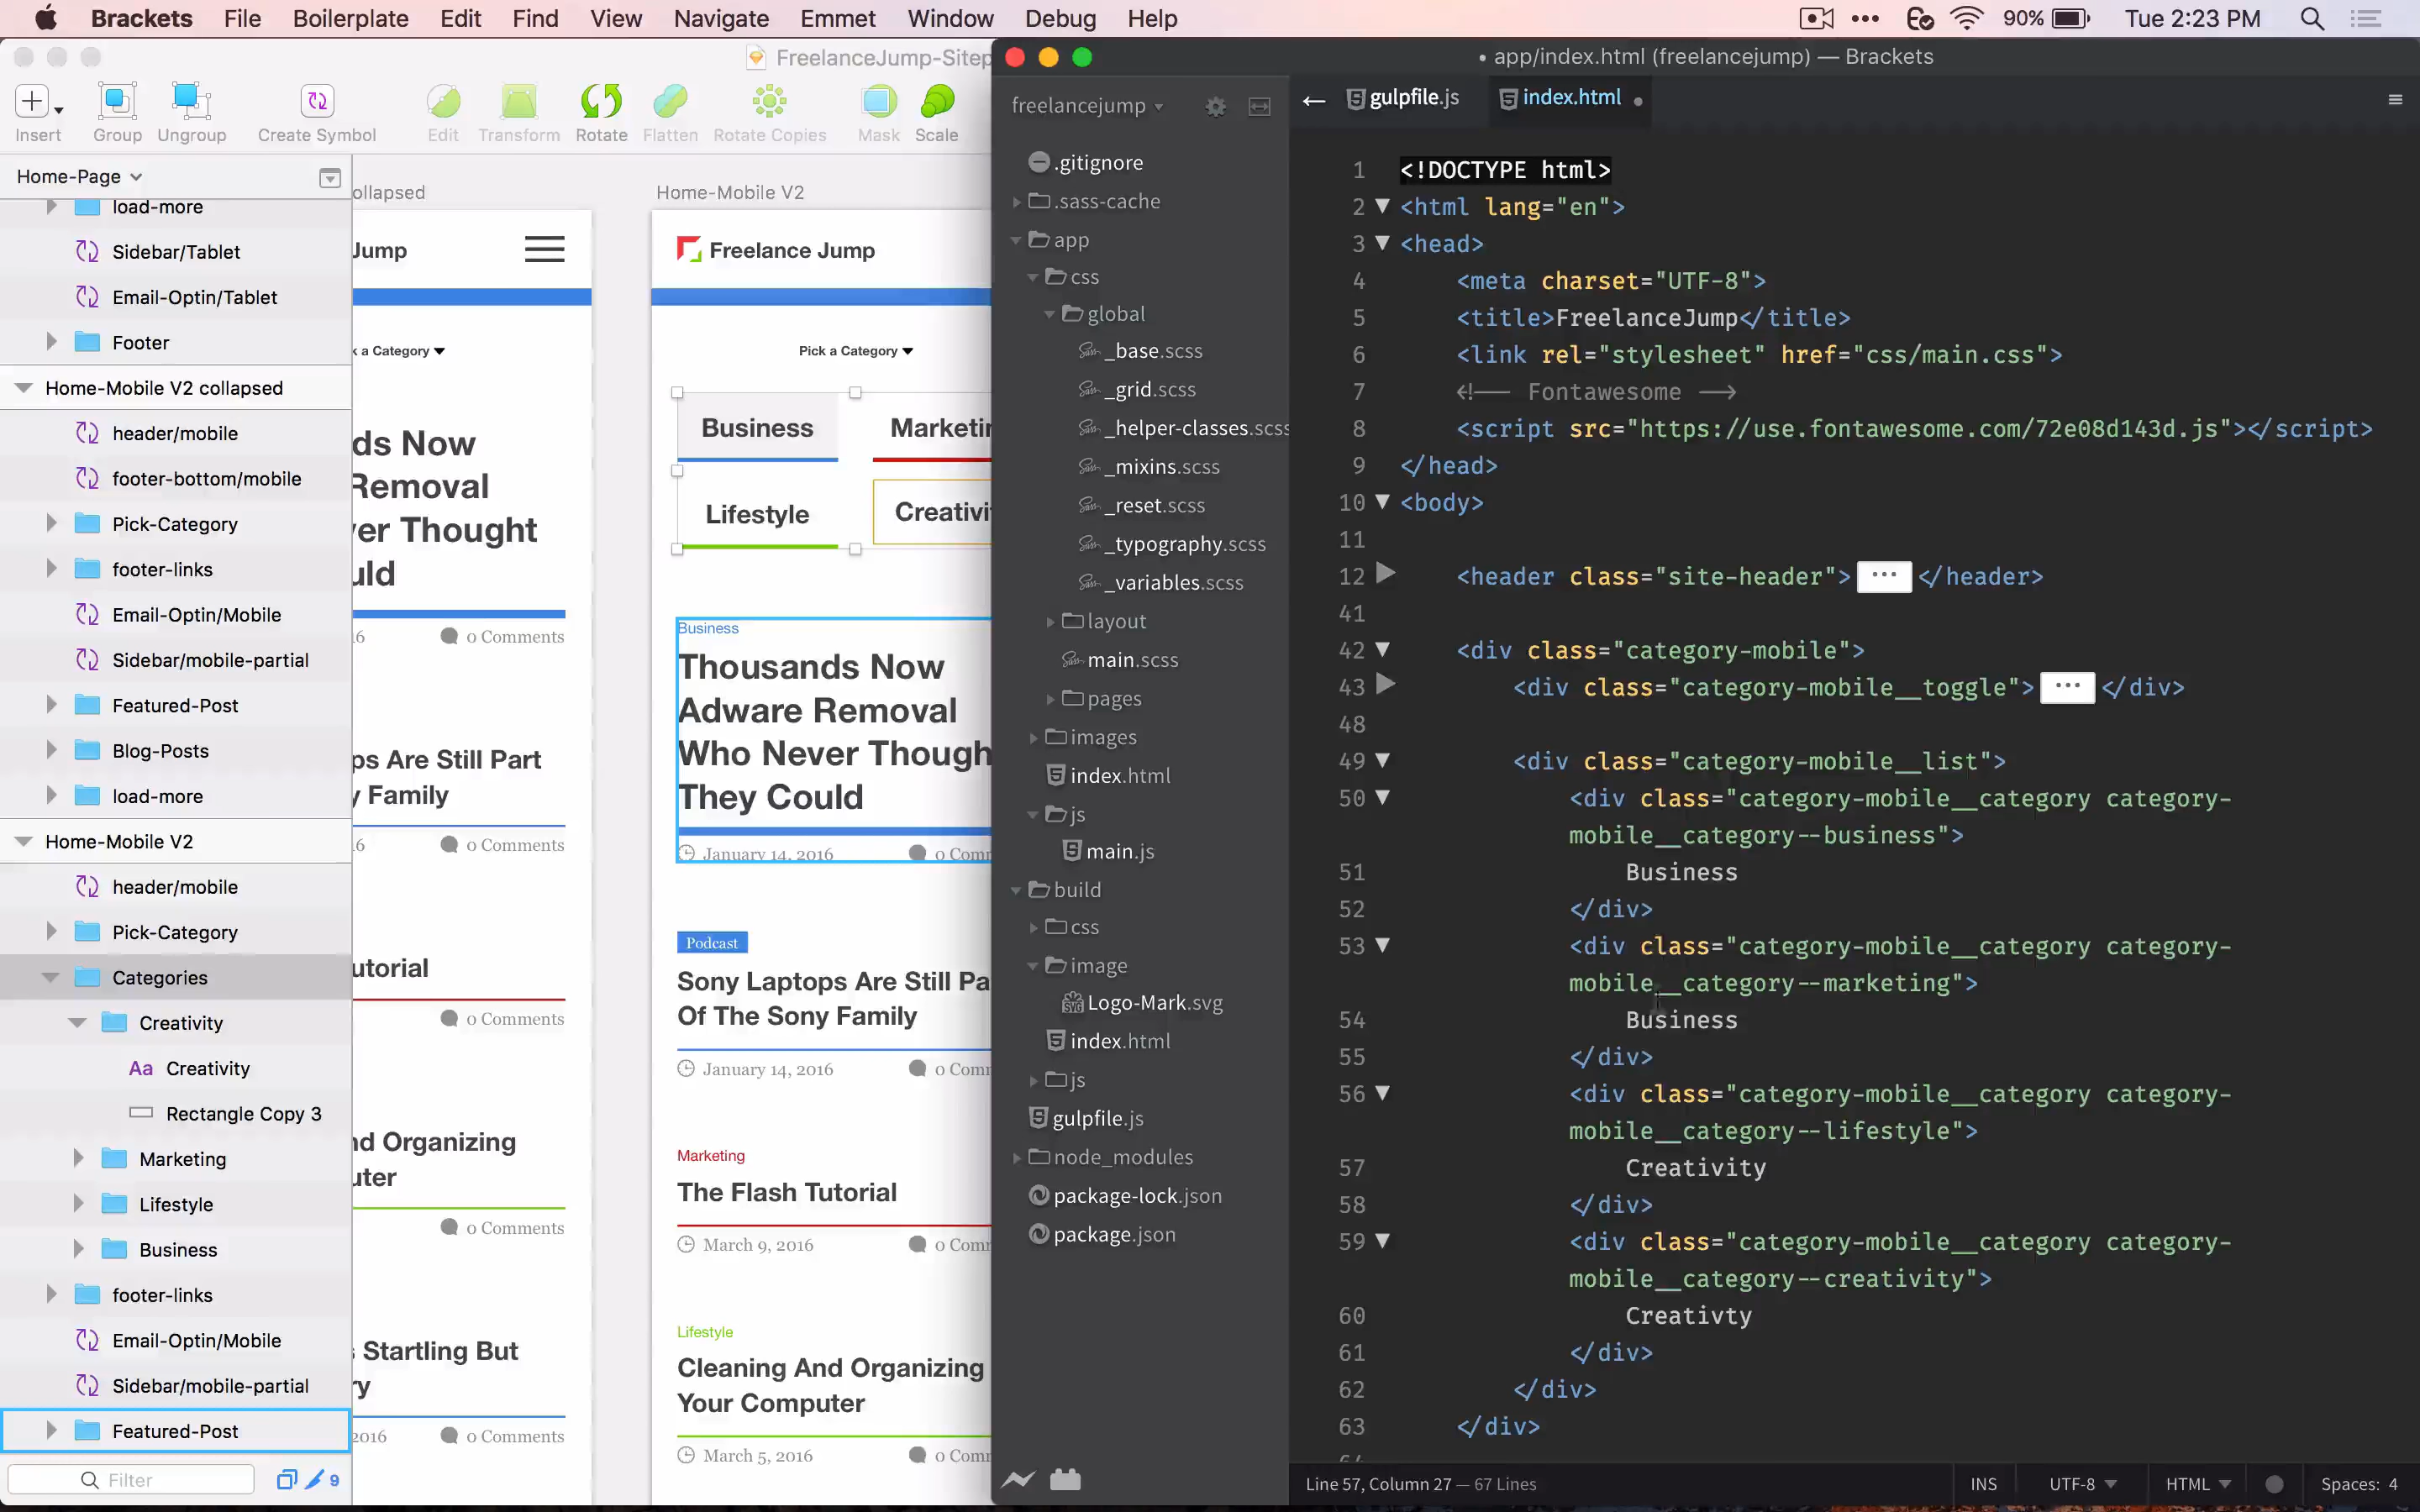 Brackets File Boilerplate Edit Find View Navigate Emmet Window Debug Help 90% Tue 2:23 PM
FreelanceJump-Sitep
Insert Group Ungroup Create Symbol Edit Transform Rotate Flatten Rotate Copies Mask Scale
Home-Page
load-more
Sidebar/Tablet
Email-Optin/Tablet
Footer
Home-Mobile V2 collapsed
header/mobile
footer-bottom/mobile
Pick-Category
footer-links
Email-Optin/Mobile
Sidebar/mobile-partial
Featured-Post
Blog-Posts
load-more
Home-Mobile V2
header/mobile
Pick-Category
Categories
Creativity
Aa Creativity
Rectangle Copy 3
Marketing
Lifestyle
Business
footer-links
Email-Optin/Mobile
Sidebar/mobile-partial
Featured-Post
Filter 9
ollapsed
Jump
k a Category
ds Now
Removal
er Thought
uld
16 0 Comments
ps Are Still Part
y Family
16 0 Comments
utorial
0 Comments
nd Organizing
uter
0 Comments
s Startling But
ry
2016 0 Comments
Home-Mobile V2
Freelance Jump
Pick a Category
Business Marketin
Lifestyle Creativi
Business
Thousands Now
Adware Removal
Who Never Though
They Could
January 14, 2016 0 Comm
Podcast
Sony Laptops Are Still Pa
Of The Sony Family
January 14, 2016 0 Comm
Marketing
The Flash Tutorial
March 9, 2016 0 Comm
Lifestyle
Cleaning And Organizing
Your Computer
March 5, 2016 0 Comm
• app/index.html (freelancejump) — Brackets
freelancejump
.gitignore
.sass-cache
app
css
global
_base.scss
_grid.scss
_helper-classes.scss
_mixins.scss
_reset.scss
_typography.scss
_variables.scss
layout
main.scss
pages
images
index.html
js
main.js
build
css
image
Logo-Mark.svg
index.html
js
gulpfile.js
node_modules
package-lock.json
package.json
gulpfile.js index.html
1 <!DOCTYPE html>
2 <html lang="en">
3 <head>
4 <meta charset="UTF-8">
5 <title>FreelanceJump</title>
6 <link rel="stylesheet" href="css/main.css">
7 <!-- Fontawesome -->
8 <script src="https://use.fontawesome.com/72e08d143d.js"></script>
9 </head>
10 <body>
11
12 <header class="site-header">...</header>
41
42 <div class="category-mobile">
43 <div class="category-mobile__toggle">...</div>
48
49 <div class="category-mobile__list">
50 <div class="category-mobile__category category-
mobile__category--business">
51 Business
52 </div>
53 <div class="category-mobile__category category-
mobile__category--marketing">
54 Business
55 </div>
56 <div class="category-mobile__category category-
mobile__category--lifestyle">
57 Creativity
58 </div>
59 <div class="category-mobile__category category-
mobile__category--creativity">
60 Creativty
61 </div>
62 </div>
63 </div>
Line 57, Column 27 — 67 Lines INS UTF-8 HTML Spaces: 4